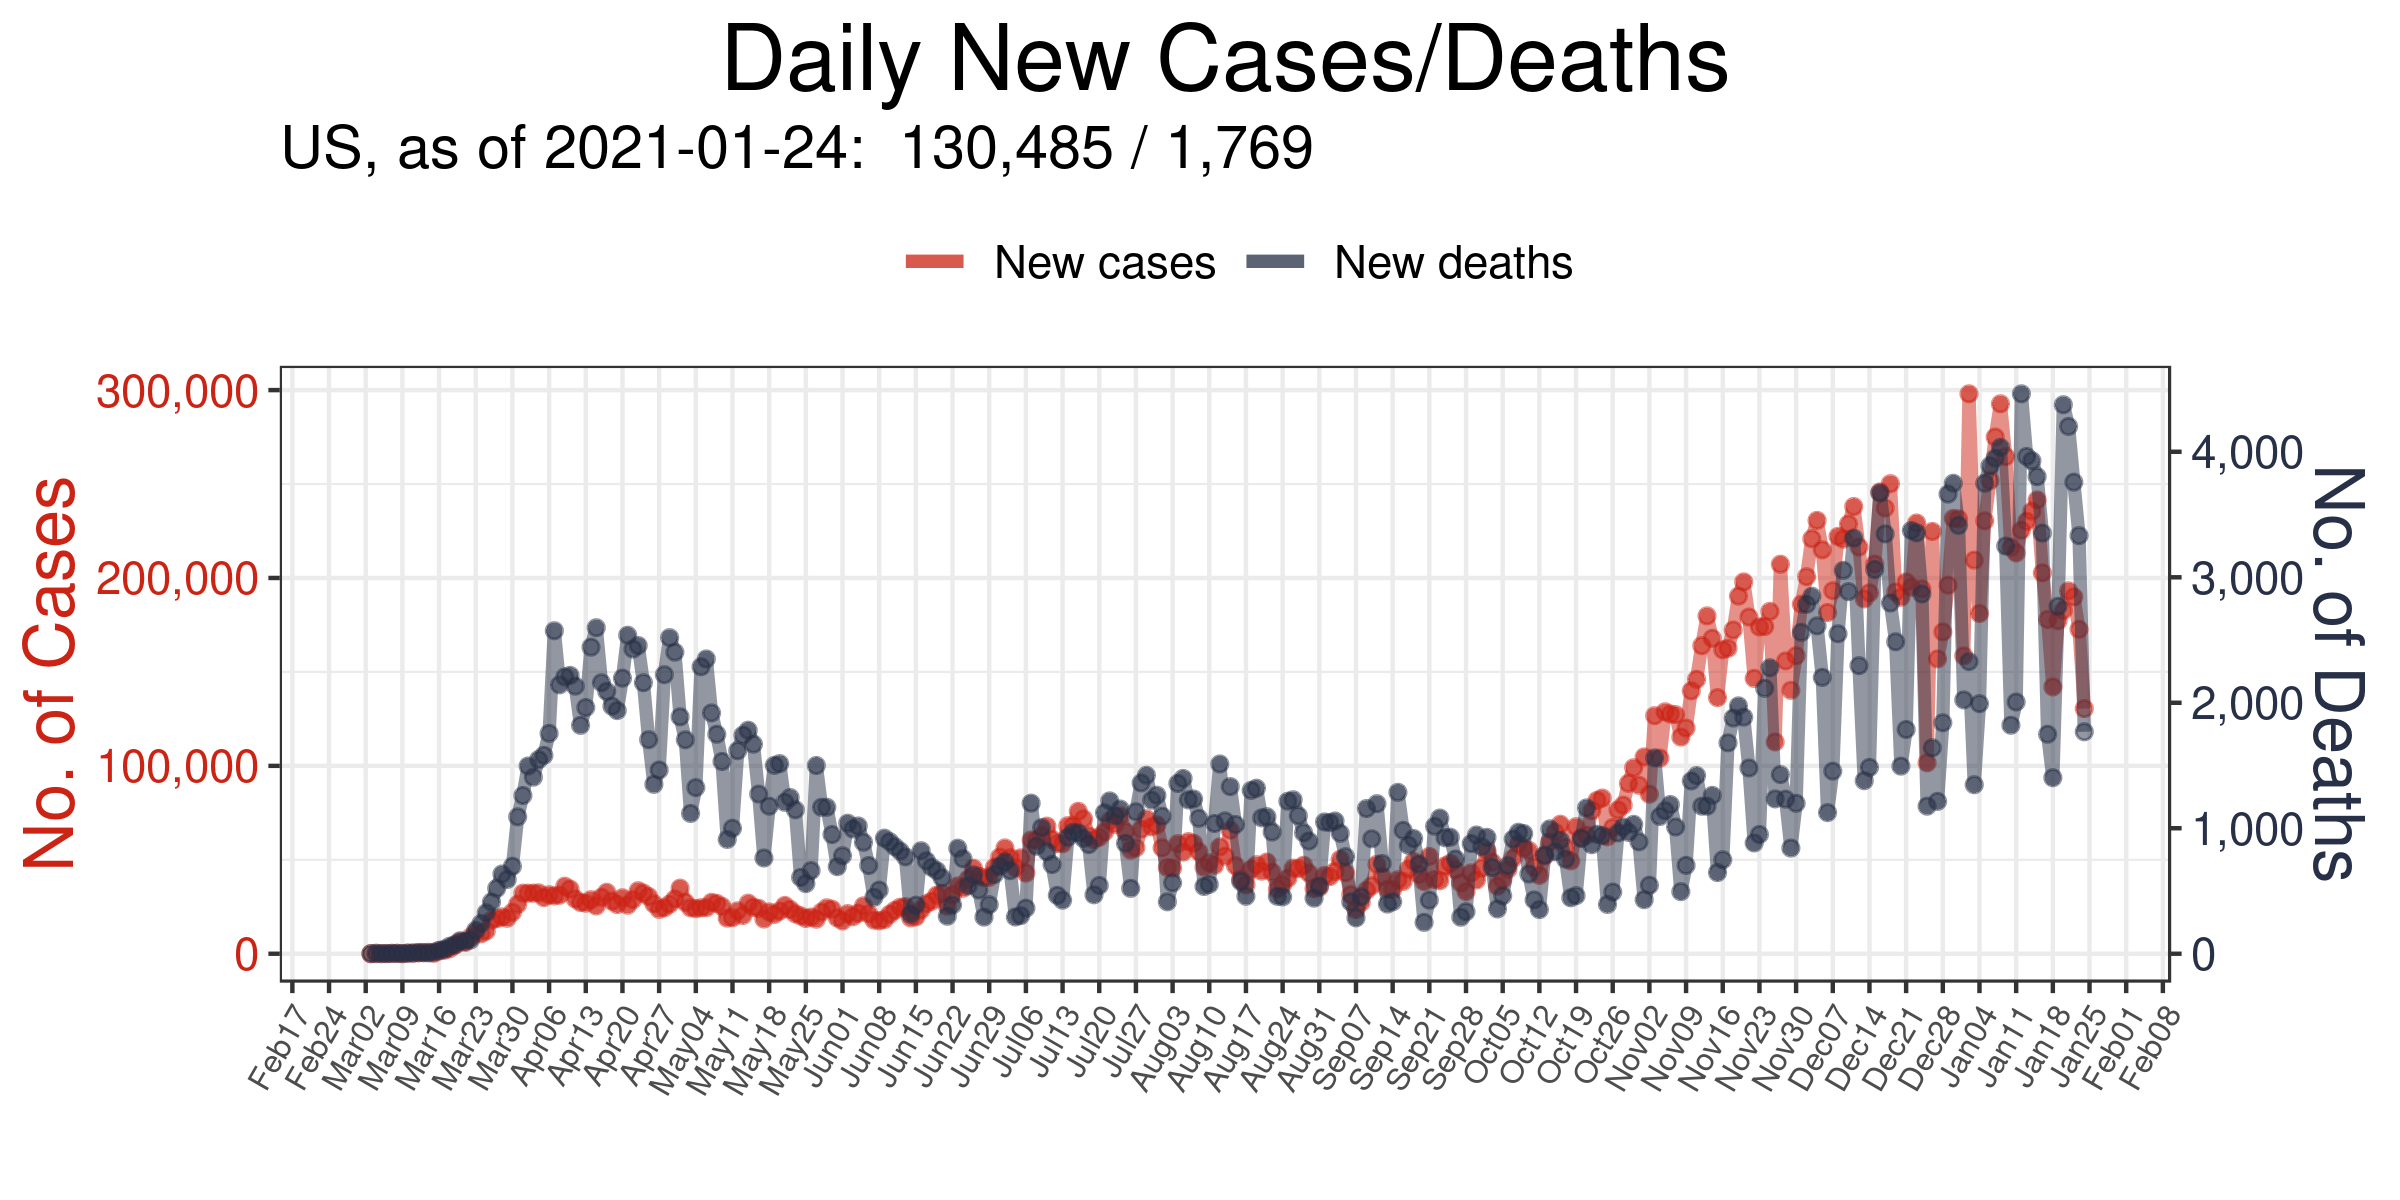 Daily New Cases/Deaths
US, as of 2021-01-24:  130,485 / 1,769
New cases
New deaths
No. of Cases
300,000
200,000
100,000
0
4,000
3,000
2,000
1,000
0
No. of Deaths
Feb17
Feb24
Mar02
Mar09
Mar16
Mar23
Mar30
Apr06
Apr13
Apr20
Apr27
May04
May11
May18
May25
Jun01
Jun08
Jun15
Jun22
Jun29
Jul06
Jul13
Jul20
Jul27
Aug03
Aug10
Aug17
Aug24
Aug31
Sep07
Sep14
Sep21
Sep28
Oct05
Oct12
Oct19
Oct26
Nov02
Nov09
Nov16
Nov23
Nov30
Dec07
Dec14
Dec21
Dec28
Jan04
Jan11
Jan18
Jan25
Feb01
Feb08